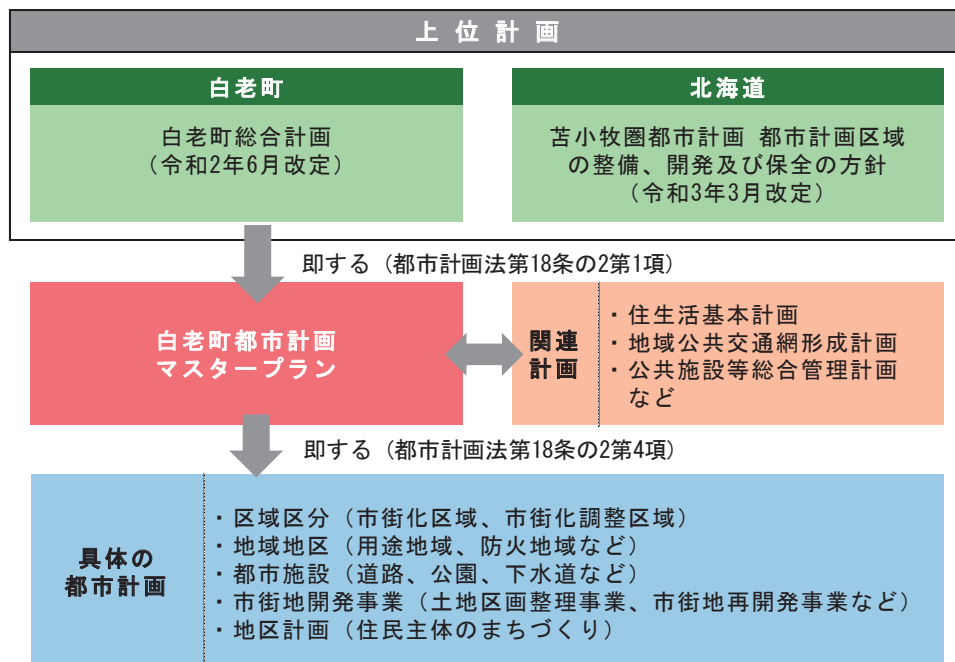 上位計画
白老町
白老町総合計画
（令和2年6月改定）
北海道
苫小牧圏都市計画 都市計画区域
の整備、開発及び保全の方針
（令和3年3月改定）
即する（都市計画法第18条の2第1項）
白老町都市計画
マスタープラン
関連
計画
・住生活基本計画
・地域公共交通網形成計画
・公共施設等総合管理計画
など
即する（都市計画法第18条の2第4項）
具体の
都市計画
・区域区分（市街化区域、市街化調整区域）
・地域地区（用途地域、防火地域など）
・都市施設（道路、公園、下水道など）
・市街地開発事業（土地区画整理事業、市街地再開発事業など）
・地区計画（住民主体のまちづくり）